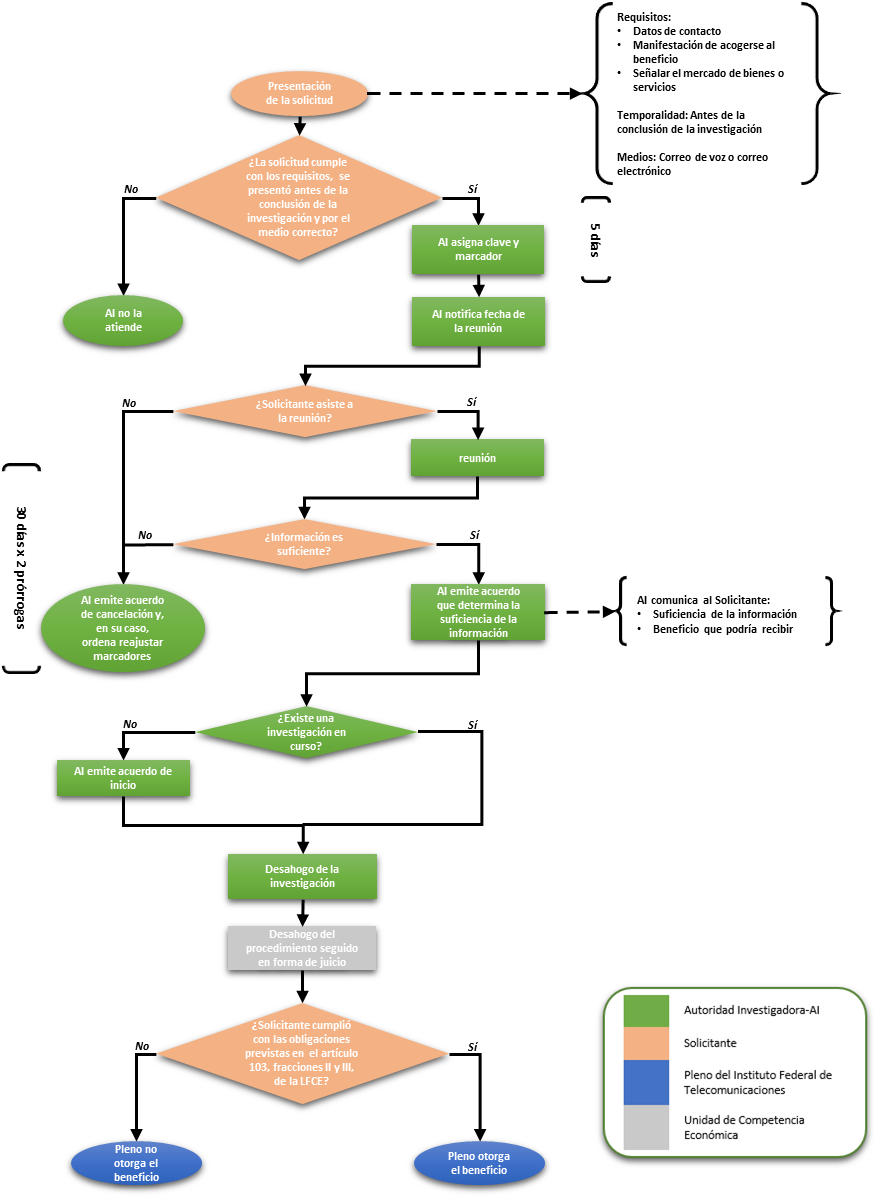 Requisitos:
• Datos de contacto
• Manifestación de acogerse al
beneficio
• Señalar el mercado de bienes o
servicios
Temporalidad: Antes de la
conclusión de la investigación
Medios: Correo de voz o correo
electrónico
Presentación
de la solicitud
¿La solicitud cumple
con los requisitos, se
presentó antes de la
conclusión de la
investigación y por el
medio correcto?
No
Sí
5 días
AI asigna clave y
marcador
AI no la
atiende
AI notifica fecha de
la reunión
¿Solicitante asiste a
la reunión?
No
Sí
reunión
30 días x 2 prórrogas
¿Información es
suficiente?
No
Sí
AI emite acuerdo
de cancelación y,
en su caso,
ordena reajustar
marcadores
AI emite acuerdo
que determina la
suficiencia de la
información
AI comunica al Solicitante:
• Suficiencia de la información
• Beneficio que podría recibir
¿Existe una
investigación en
curso?
No
Sí
AI emite acuerdo de
inicio
Desahogo de la
investigación
Desahogo del
procedimiento seguido
en forma de juicio
¿Solicitante cumplió
con las obligaciones
previstas en el artículo
103, fracciones II y III,
de la LFCE?
No
Sí
Pleno no
otorga el
beneficio
Pleno otorga
el beneficio
Autoridad Investigadora-AI
Solicitante
Pleno del Instituto Federal de
Telecomunicaciones
Unidad de Competencia
Económica